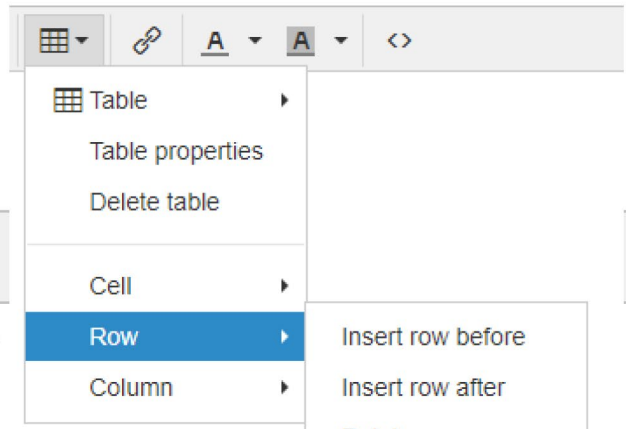 A A <>
Table
Table properties
Delete table
Cell
Row Insert row before
Column Insert row after